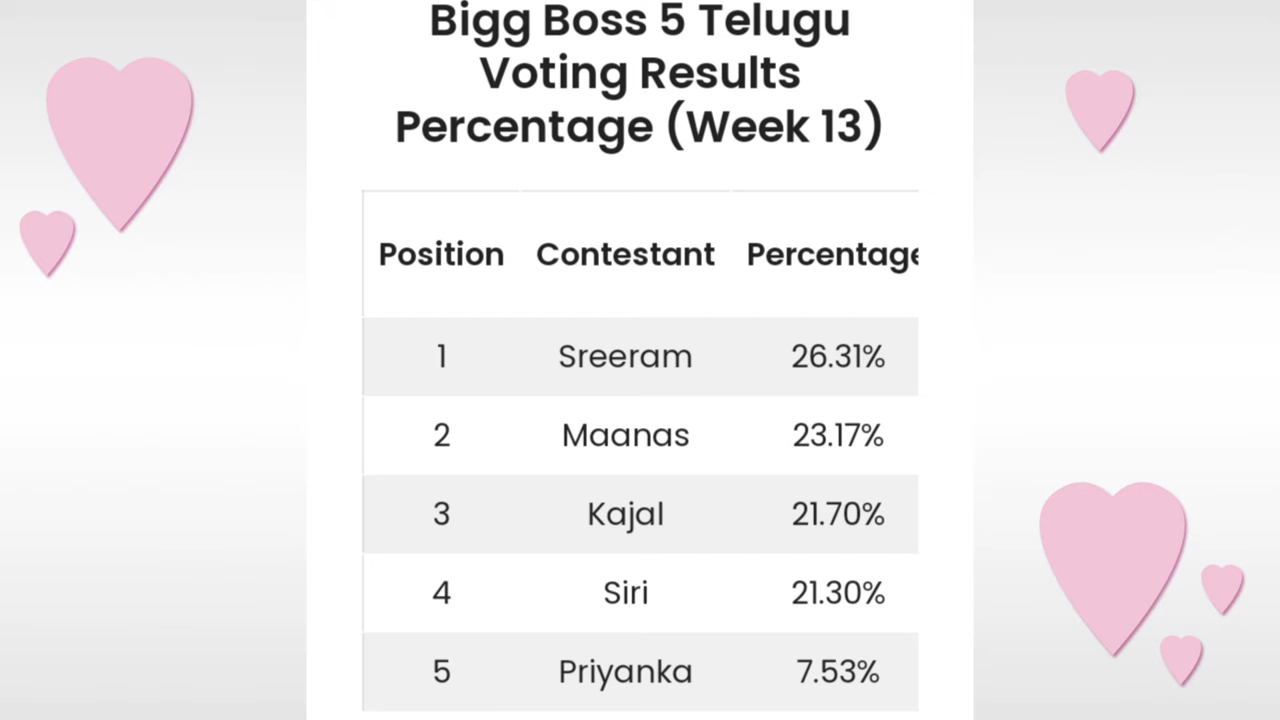 Bigg Boss 5 Telugu
Voting Results
Percentage (Week 13)
Position Contestant Percentage
1 Sreeram 26.31%
2 Maanas 23.17%
3 Kajal 21.70%
4 Siri 21.30%
5 Priyanka 7.53%